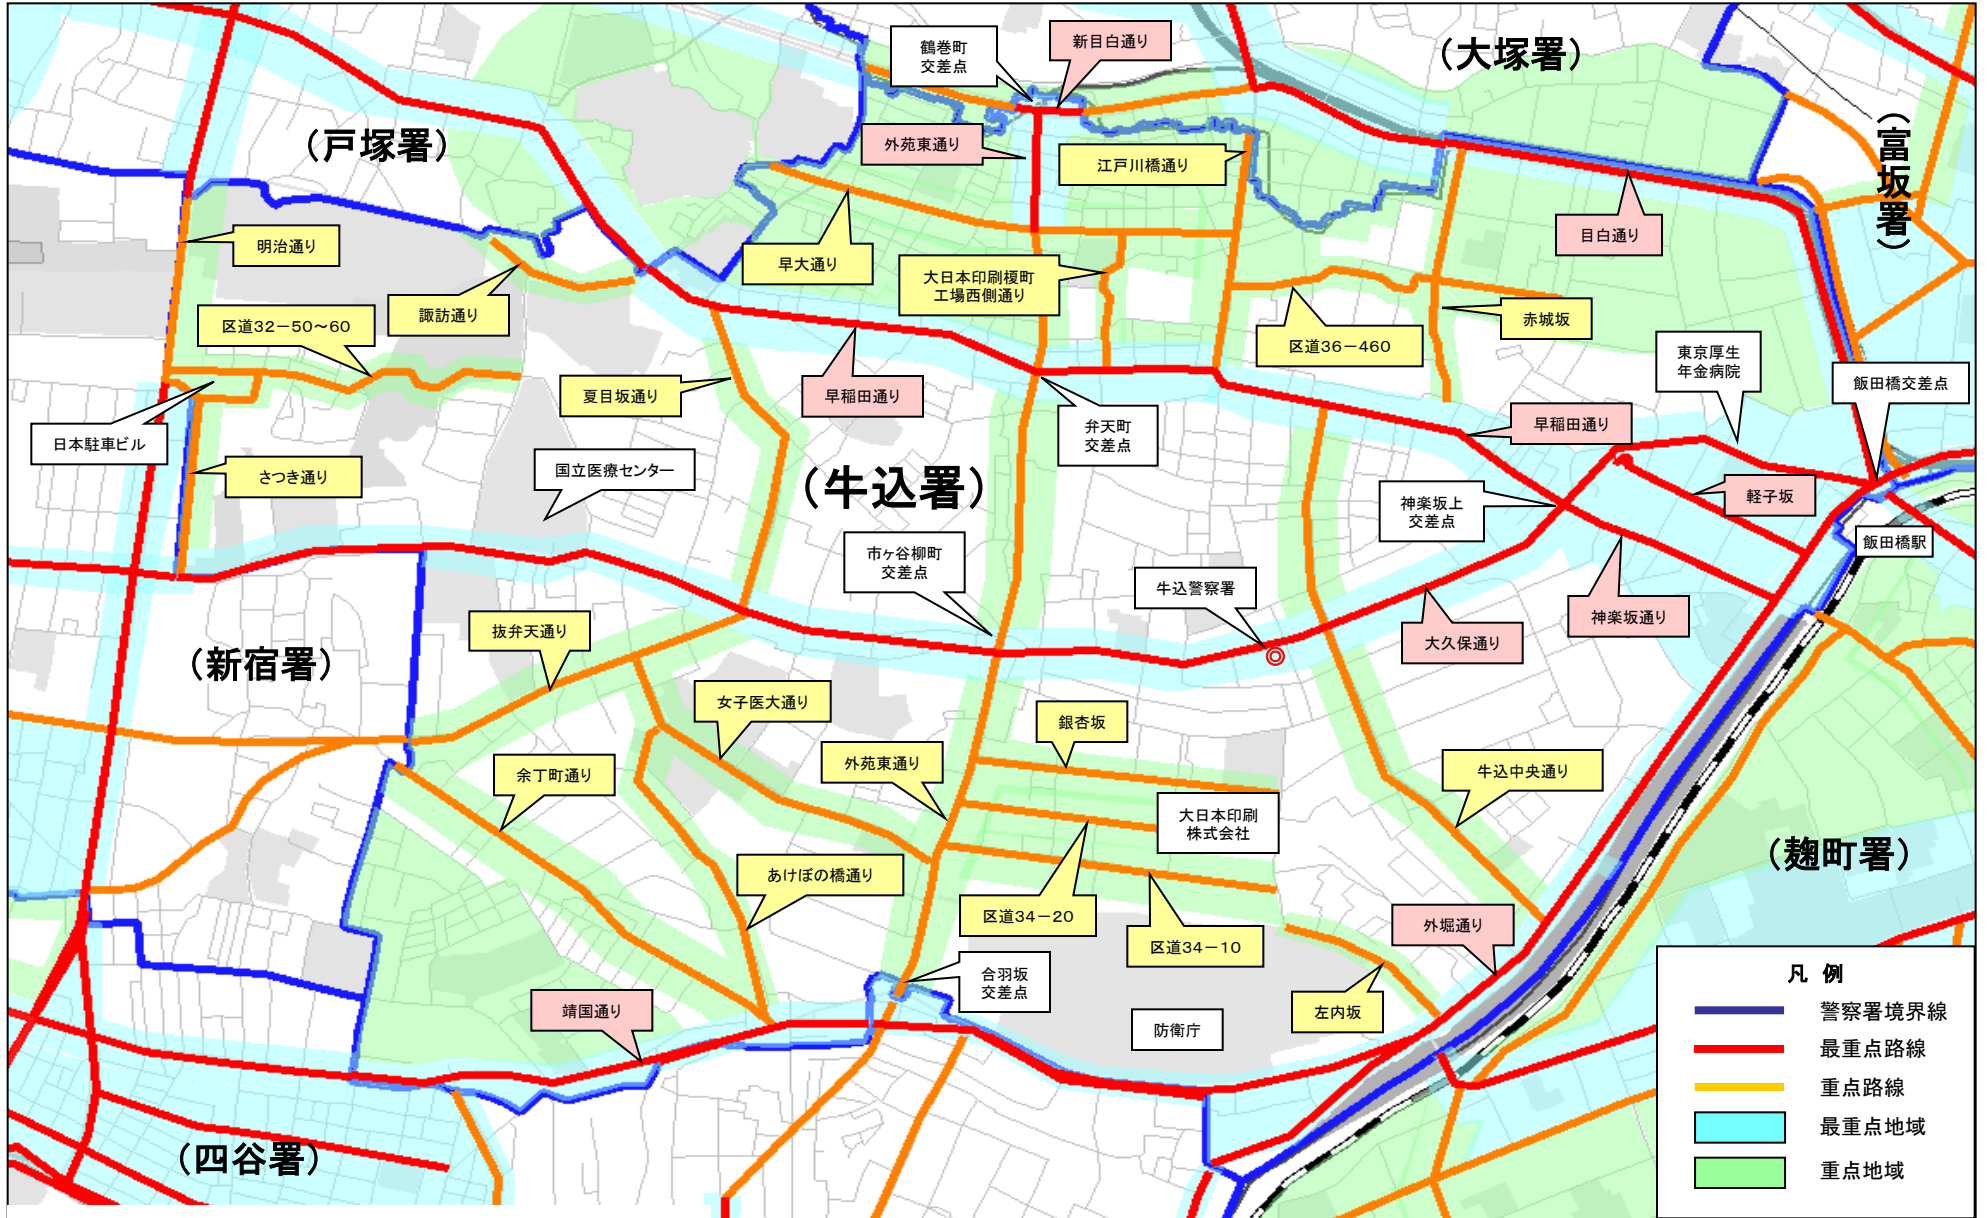 鶴巻町
交差点
新目白通り
(大塚署)
(戸塚署)
外苑東通り
江戸川橋通り
(富坂署)
明治通り
早大通り
大日本印刷榎町
工場西側通り
目白通り
諏訪通り
区道32－50～60
区道36－460
赤城坂
東京厚生
年金病院
飯田橋交差点
夏目坂通り
早稲田通り
弁天町
交差点
早稲田通り
日本駐車ビル
さつき通り
国立医療センター
(牛込署)
神楽坂上
交差点
軽子坂
飯田橋駅
市ヶ谷柳町
交差点
牛込警察署
神楽坂通り
大久保通り
抜弁天通り
(新宿署)
女子医大通り
銀杏坂
外苑東通り
余丁町通り
牛込中央通り
大日本印刷
株式会社
(麹町署)
あけぼの橋通り
区道34－20
区道34－10
外堀通り
合羽坂
交差点
靖国通り
左内坂
防衛庁
(四谷署)
凡 例
警察署境界線
最重点路線
重点路線
最重点地域
重点地域